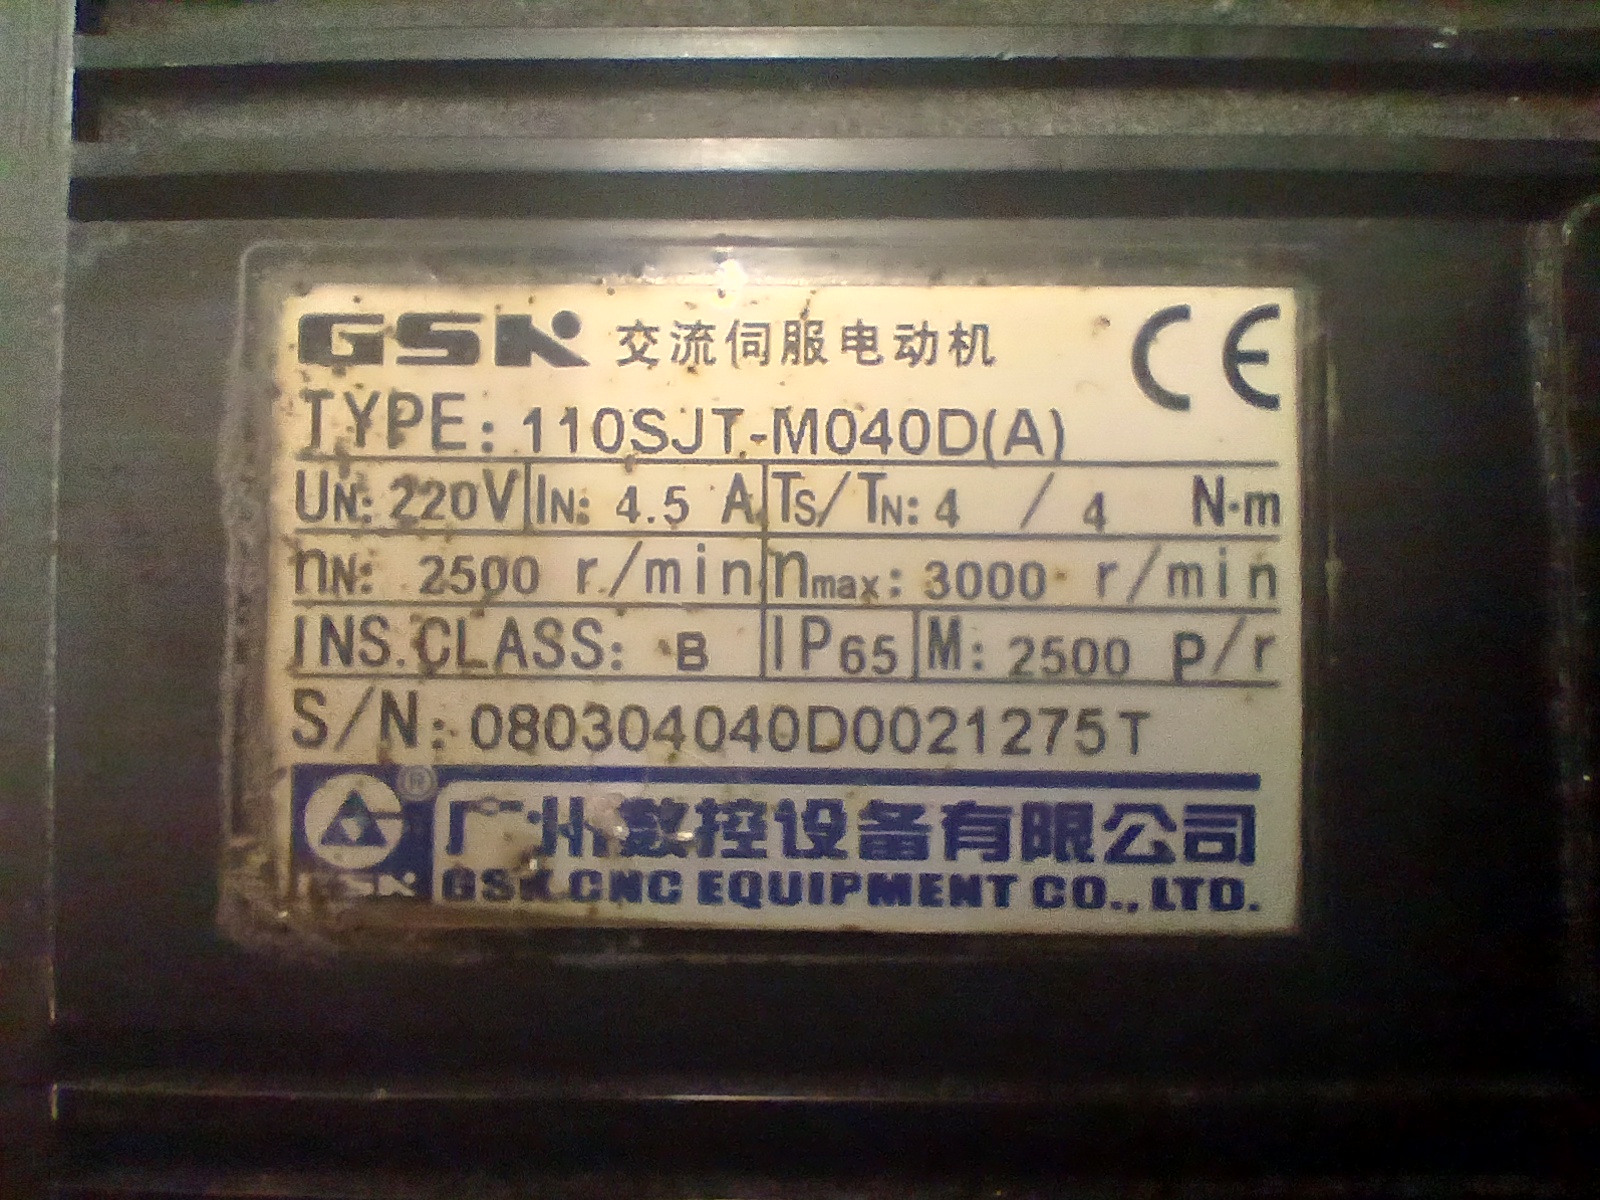 GSK 交流伺服电动机 CE
TYPE: 110SJT-M040D(A)
UN: 220V IN: 4.5 A TS/TN: 4 / 4 N·m
nN: 2500 r/min nmax: 3000 r/min
INS.CLASS: B IP65 M: 2500 p/r
S/N: 080304040D0021275T
®
广州数控设备有限公司
GSK GSK CNC EQUIPMENT CO., LTD.